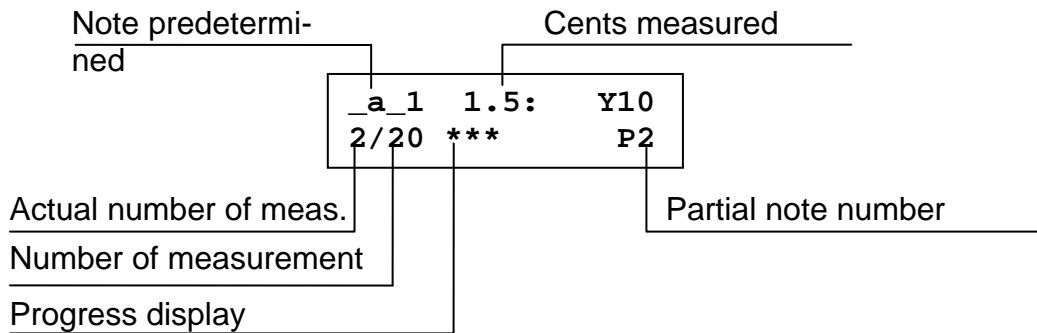 Note predetermi-
ned
Cents measured
_a_1 1.5: Y10
2/20 *** P2
Actual number of meas.
Partial note number
Number of measurement
Progress display